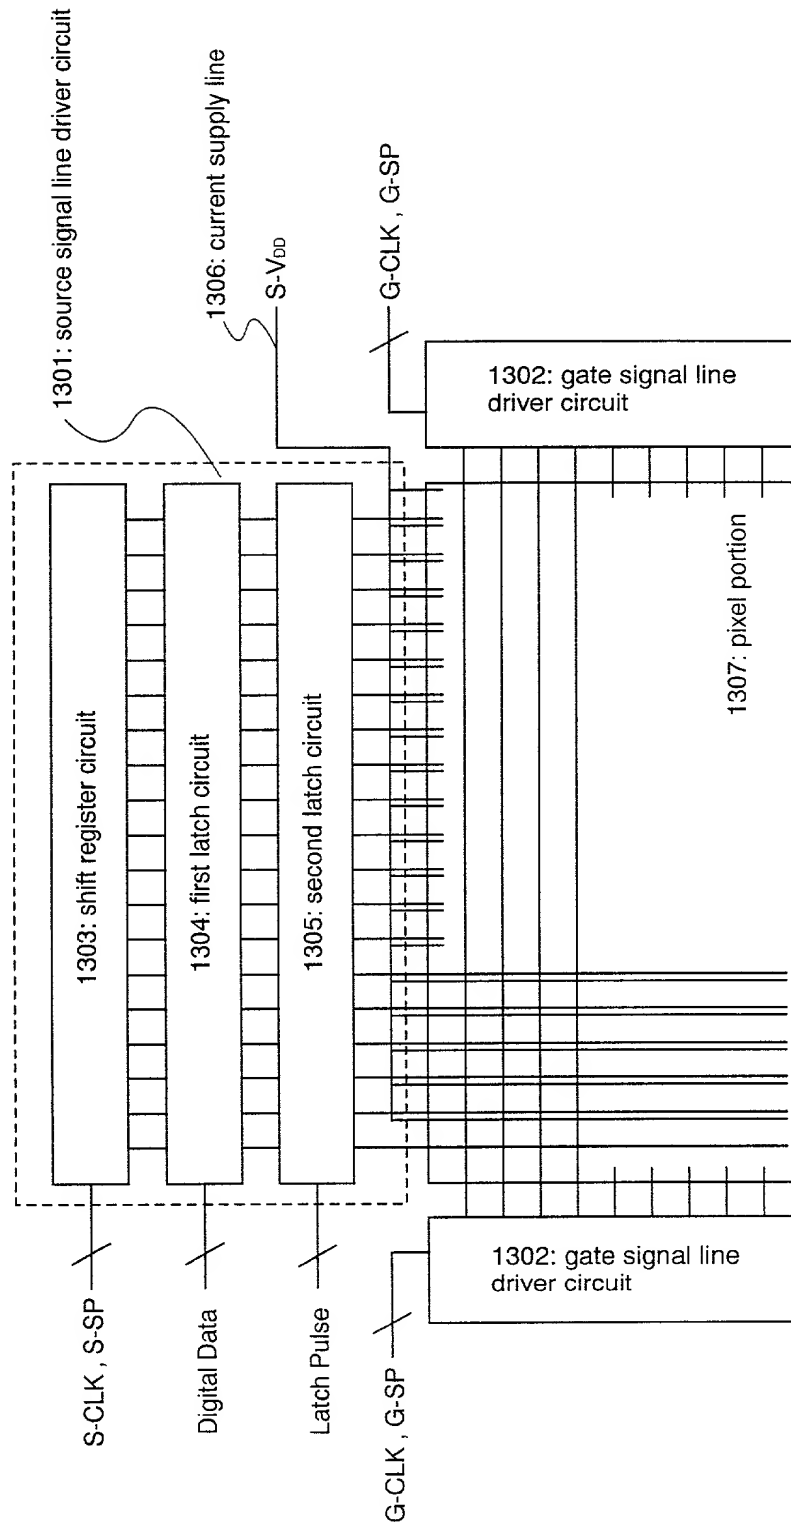 1301: source signal line driver circuit
1306: current supply line
S-VDD
G-CLK , G-SP
1303: shift register circuit
1304: first latch circuit
1305: second latch circuit
S-CLK , S-SP
Digital Data
Latch Pulse
G-CLK , G-SP
1302: gate signal line
driver circuit
1302: gate signal line
driver circuit
1307: pixel portion